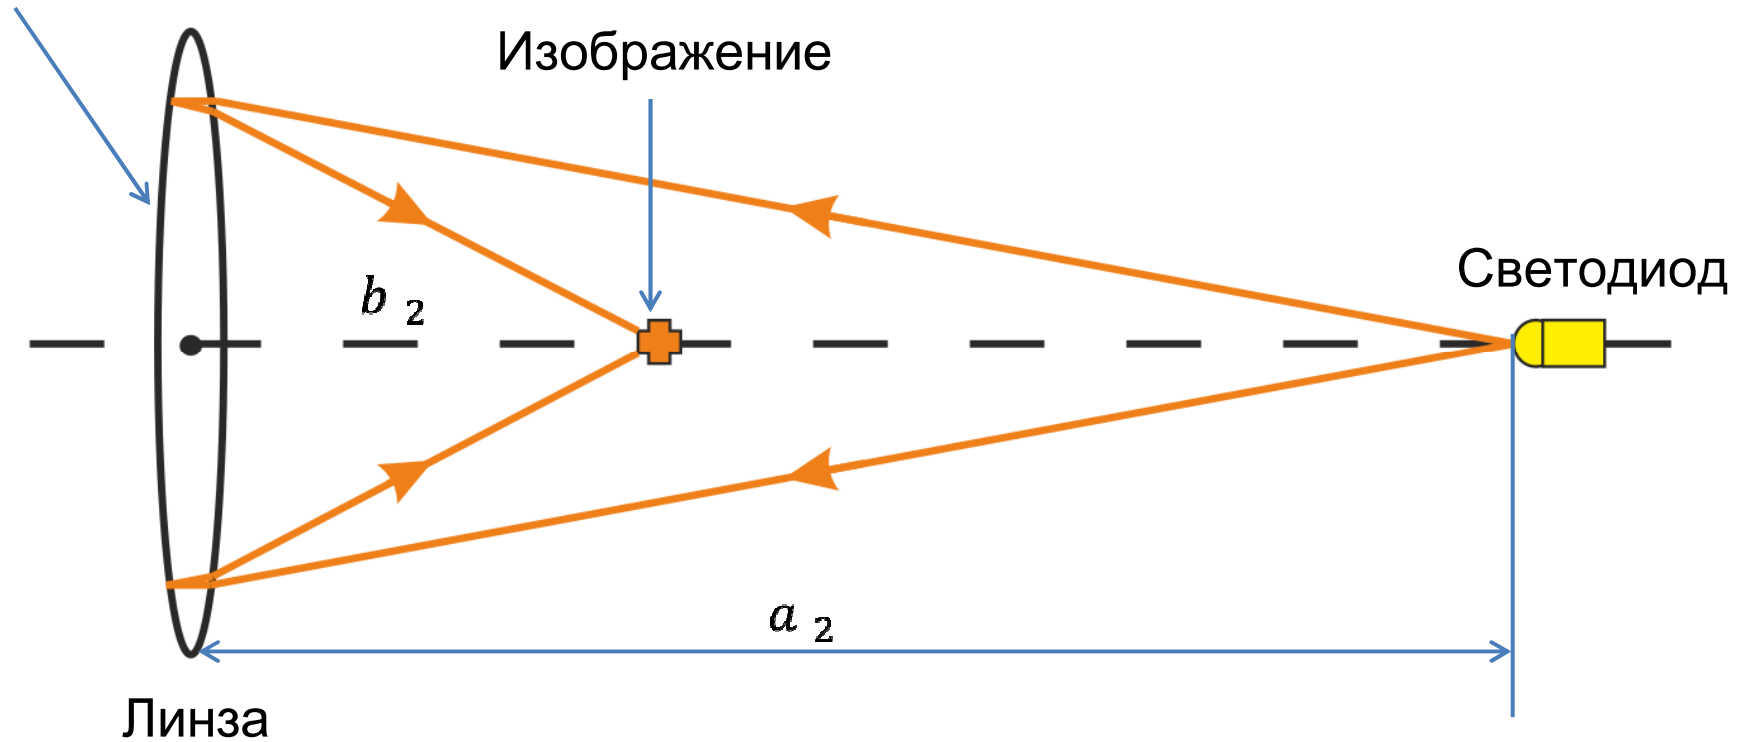 Изображение
Светодиод
b 2
a 2
Линза